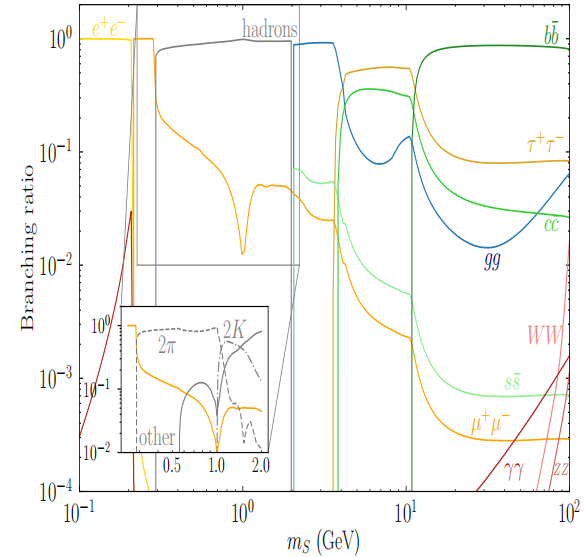 Branching ratio
10⁰
10⁻¹
10⁻²
10⁻³
10⁻⁴
e⁺e⁻
hadrons
bb̄
τ⁺τ⁻
cc
gg
WW
ss̄
μ⁺μ⁻
γγ
zz
10⁰
10⁻¹
10⁻²
2π
2K
other
0.5 1.0 2.0
10⁻¹ 10⁰ 10¹ 10²
m_S (GeV)